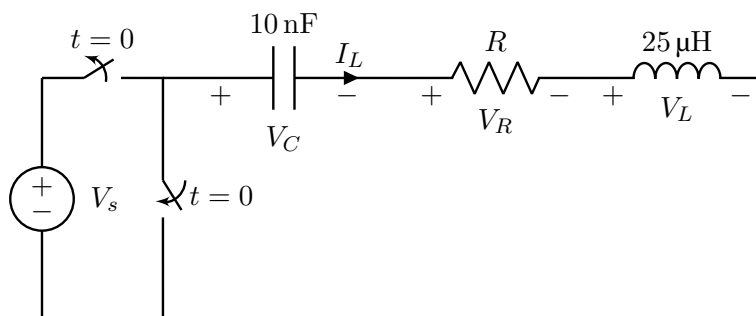 t = 0
10 nF
I_L
R
25 µH
+
−
+
−
+
−
V_C
V_R
V_L
+
−
V_s
t = 0